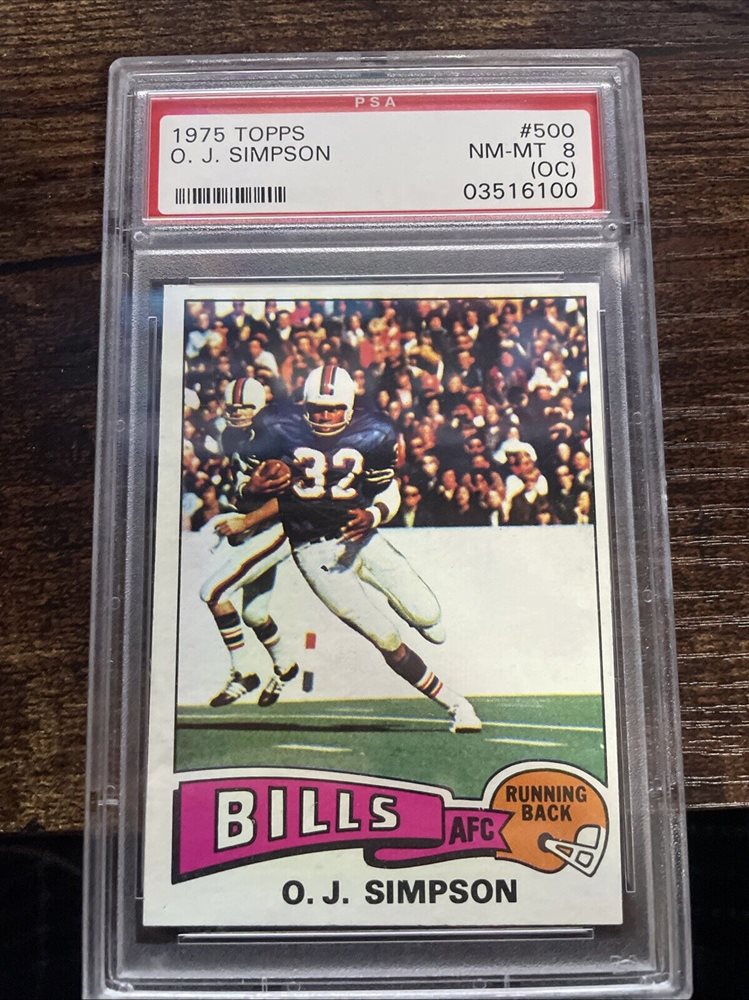 PSA
1975 TOPPS #500
O. J. SIMPSON NM-MT 8
(OC)
03516100
32
BILLS
AFC
RUNNING
BACK
O. J. SIMPSON